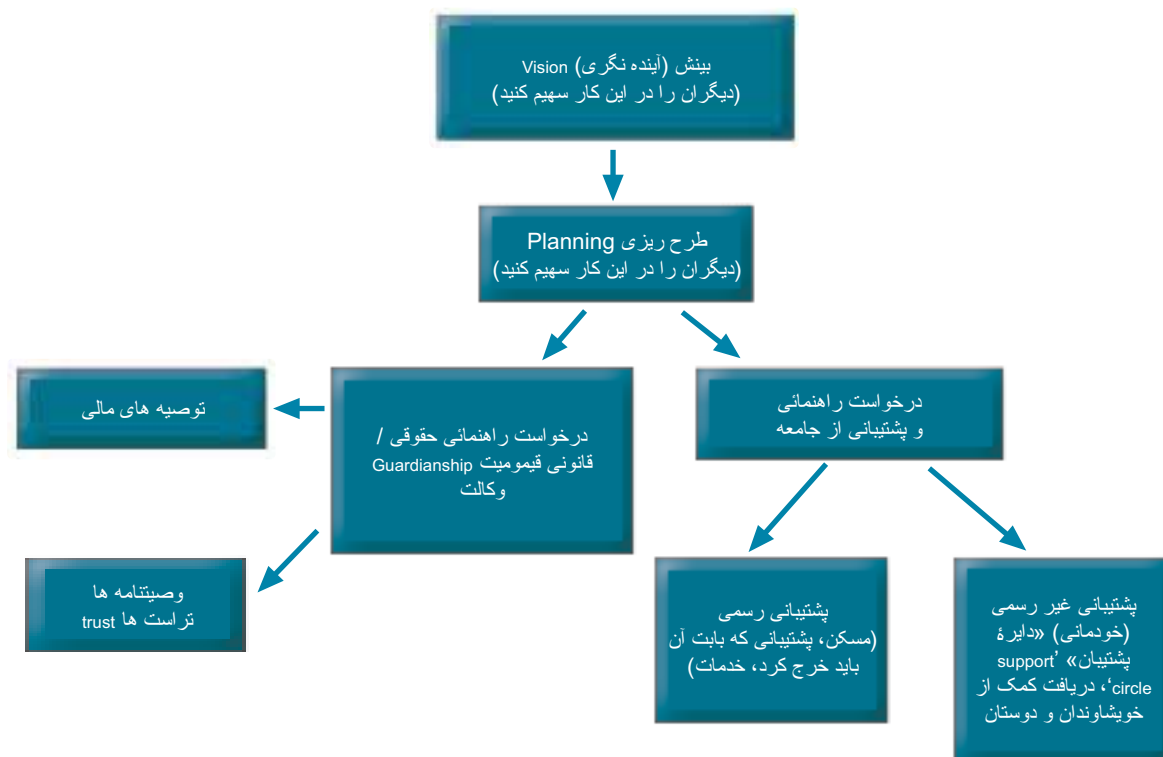 بینش (آینده نگری) Vision
(دیگران را در این کار سهیم کنید)
طرح ریزی Planning
(دیگران را در این کار سهیم کنید)
درخواست راهنمائی
و پشتیبانی از جامعه
توصیه های مالی
درخواست راهنمائی حقوقی /
قانونی قیمومیت Guardianship
وکالت
پشتیبانی غیر رسمی
(خودمانی) «دایرۀ
پشتیبان» ’support
circle‘، دریافت کمک از
خویشاوندان و دوستان
پشتیبانی رسمی
(مسکن، پشتیبانی که بابت آن
باید خرج کرد، خدمات)
وصیتنامه ها
تراست ها trust